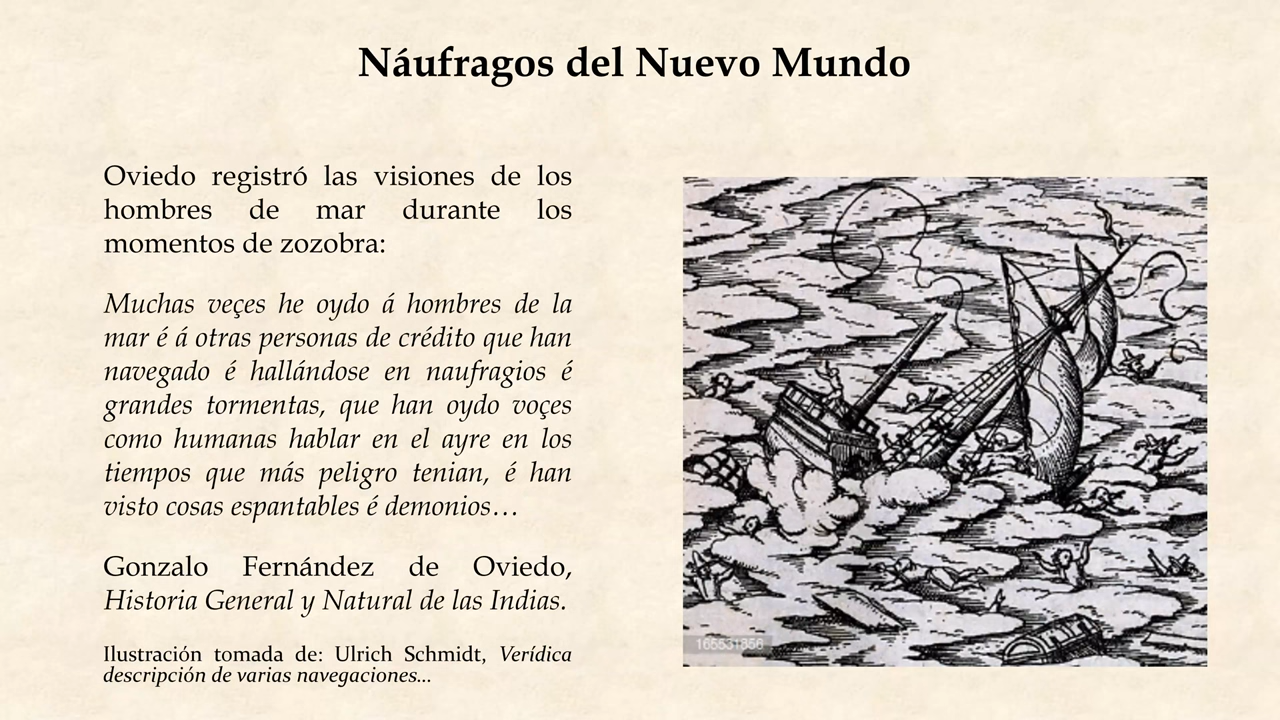 Náufragos del Nuevo Mundo
Oviedo registró las visiones de los
hombres de mar durante los
momentos de zozobra:
Muchas veçes he oydo á hombres de la
mar é á otras personas de crédito que han
navegado é hallándose en naufragios é
grandes tormentas, que han oydo voçes
como humanas hablar en el ayre en los
tiempos que más peligro tenian, é han
visto cosas espantables é demonios…
Gonzalo Fernández de Oviedo,
Historia General y Natural de las Indias.
Ilustración tomada de: Ulrich Schmidt, Verídica
descripción de varias navegaciones...
165531856